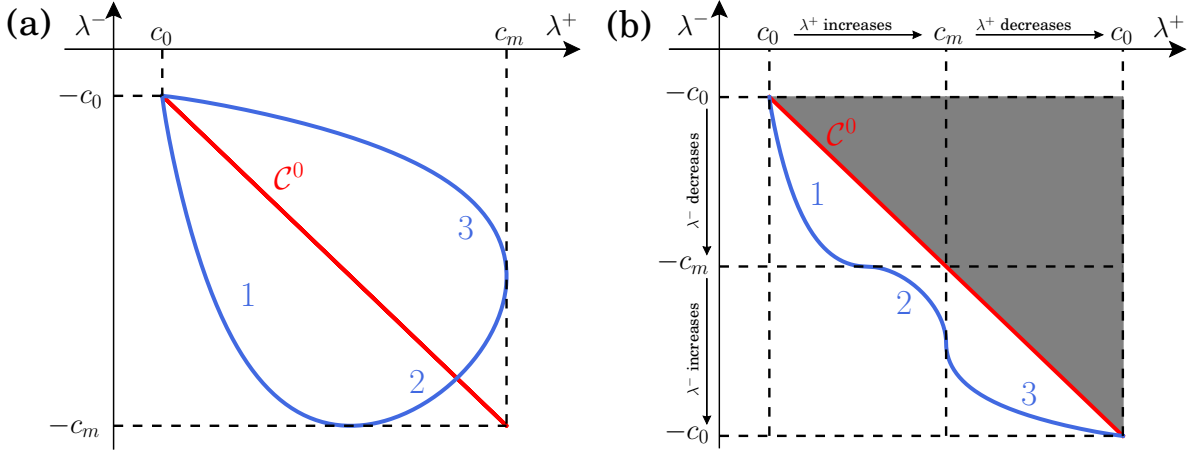 (a)
λ⁻
c₀
c_m
λ⁺
−c₀
𝒞⁰
3
1
2
−c_m
(b)
λ⁻
c₀
λ⁺ increases
c_m
λ⁺ decreases
c₀
λ⁺
−c₀
𝒞⁰
λ⁻ decreases
1
−c_m
2
λ⁻ increases
3
−c₀